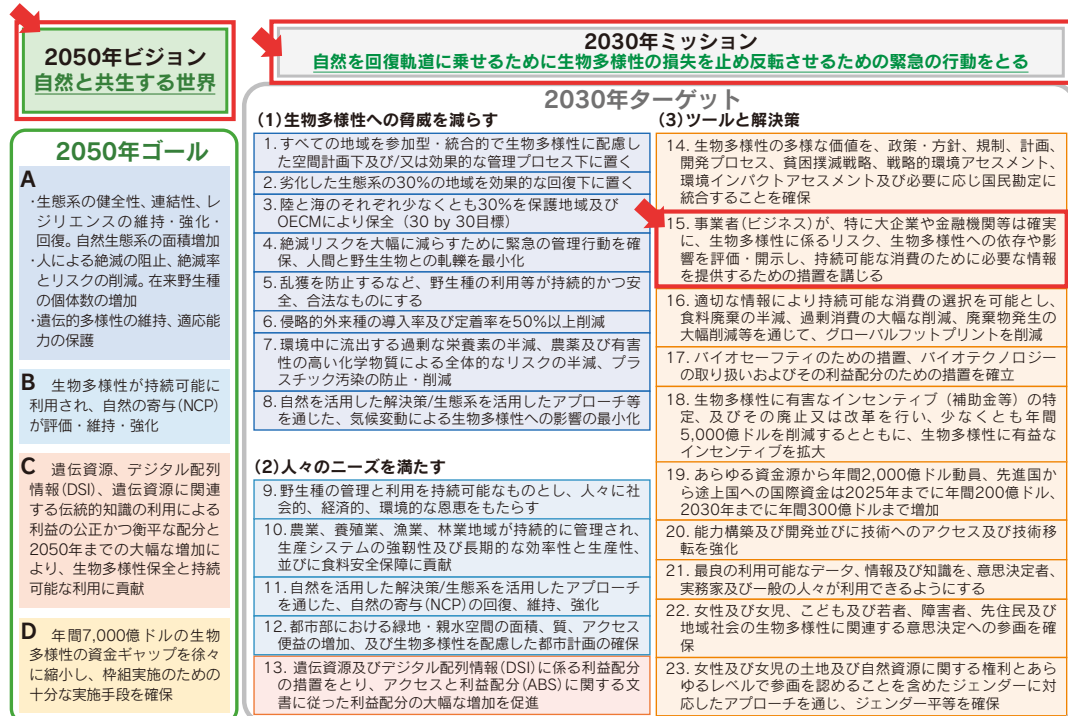 2050年ビジョン
自然と共生する世界
2030年ミッション
自然を回復軌道に乗せるために生物多様性の損失を止め反転させるための緊急の行動をとる
2050年ゴール
A
・生態系の健全性、連結性、レ
ジリエンスの維持・強化・
回復。自然生態系の面積増加
・人による絶滅の阻止、絶滅率
とリスクの削減。在来野生種
の個体数の増加
・遺伝的多様性の維持、適応能
力の保護
B 生物多様性が持続可能に
利用され、自然の寄与(NCP)
が評価・維持・強化
C 遺伝資源、デジタル配列
情報(DSI)、遺伝資源に関連
する伝統的知識の利用による
利益の公正かつ衡平な配分と
2050年までの大幅な増加によ
り、生物多様性保全と持続
可能な利用に貢献
D 年間7,000億ドルの生物
多様性の資金ギャップを徐々
に縮小し、枠組実施のための
十分な実施手段を確保
2030年ターゲット
(1)生物多様性への脅威を減らす
1. すべての地域を参加型・統合的で生物多様性に配慮し
た空間計画下及び/又は効果的な管理プロセス下に置く
2. 劣化した生態系の30%の地域を効果的な回復下に置く
3. 陸と海のそれぞれ少なくとも30%を保護地域及び
OECMにより保全（30 by 30目標）
4. 絶滅リスクを大幅に減らすために緊急の管理行動を確
保、人間と野生生物との軋轢を最小化
5. 乱獲を防止するなど、野生種の利用等が持続的かつ安
全、合法なものにする
6. 侵略的外来種の導入率及び定着率を50%以上削減
7. 環境中に流出する過剰な栄養素の半減、農薬及び有害
性の高い化学物質による全体的なリスクの半減、プラ
スチック汚染の防止・削減
8. 自然を活用した解決策/生態系を活用したアプローチ等
を通じた、気候変動による生物多様性への影響の最小化
(2)人々のニーズを満たす
9. 野生種の管理と利用を持続可能なものとし、人々に社
会的、経済的、環境的な恩恵をもたらす
10. 農業、養殖業、漁業、林業地域が持続的に管理され、
生産システムの強靭性及び長期的な効率性と生産性、
並びに食料安全保障に貢献
11. 自然を活用した解決策/生態系を活用したアプローチ
を通じた、自然の寄与(NCP)の回復、維持、強化
12. 都市部における緑地・親水空間の面積、質、アクセス
便益の増加、及び生物多様性を配慮した都市計画の確保
13. 遺伝資源及びデジタル配列情報(DSI)に係る利益配分
の措置をとり、アクセスと利益配分(ABS)に関する文
書に従った利益配分の大幅な増加を促進
(3)ツールと解決策
14. 生物多様性の多様な価値を、政策・方針、規制、計画、
開発プロセス、貧困撲滅戦略、戦略的環境アセスメント、
環境インパクトアセスメント及び必要に応じ国民勘定に
統合することを確保
15. 事業者(ビジネス)が、特に大企業や金融機関等は確実
に、生物多様性に係るリスク、生物多様性への依存や影
響を評価・開示し、持続可能な消費のために必要な情報
を提供するための措置を講じる
16. 適切な情報により持続可能な消費の選択を可能とし、
食料廃棄の半減、過剰消費の大幅な削減、廃棄物発生の
大幅削減等を通じて、グローバルフットプリントを削減
17. バイオセーフティのための措置、バイオテクノロジー
の取り扱いおよびその利益配分のための措置を確立
18. 生物多様性に有害なインセンティブ（補助金等）の特
定、及びその廃止又は改革を行い、少なくとも年間
5,000億ドルを削減するとともに、生物多様性に有益な
インセンティブを拡大
19. あらゆる資金源から年間2,000億ドル動員、先進国か
ら途上国への国際資金は2025年までに年間200億ドル、
2030年までに年間300億ドルまで増加
20. 能力構築及び開発並びに技術へのアクセス及び技術移
転を強化
21. 最良の利用可能なデータ、情報及び知識を、意思決定者、
実務家及び一般の人々が利用できるようにする
22. 女性及び女児、こども及び若者、障害者、先住民及び
地域社会の生物多様性に関連する意思決定への参画を確
保
23. 女性及び女児の土地及び自然資源に関する権利とあら
ゆるレベルで参画を認めることを含めたジェンダーに対
応したアプローチを通じ、ジェンダー平等を確保